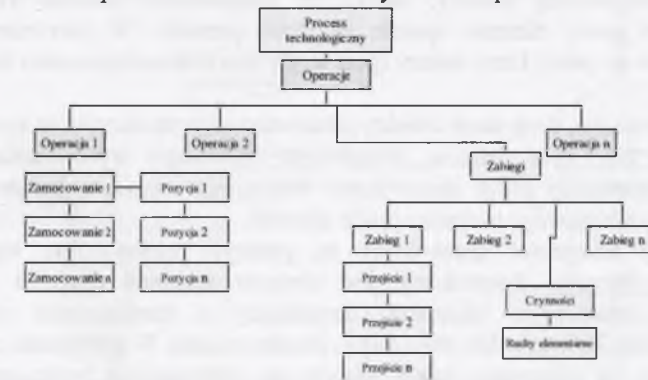 Process
technologiczny
Operacje
Operacja 1
Operacja 2
Operacja n
Zabiegi
Zamocowanie 1
Pozycja 1
Zamocowanie 2
Pozycja 2
Zabieg 1
Zabieg 2
Zabieg n
Zamocowanie n
Pozycja n
Przejście 1
Czynności
Przejście 2
Ruchy elementarne
Przejście n